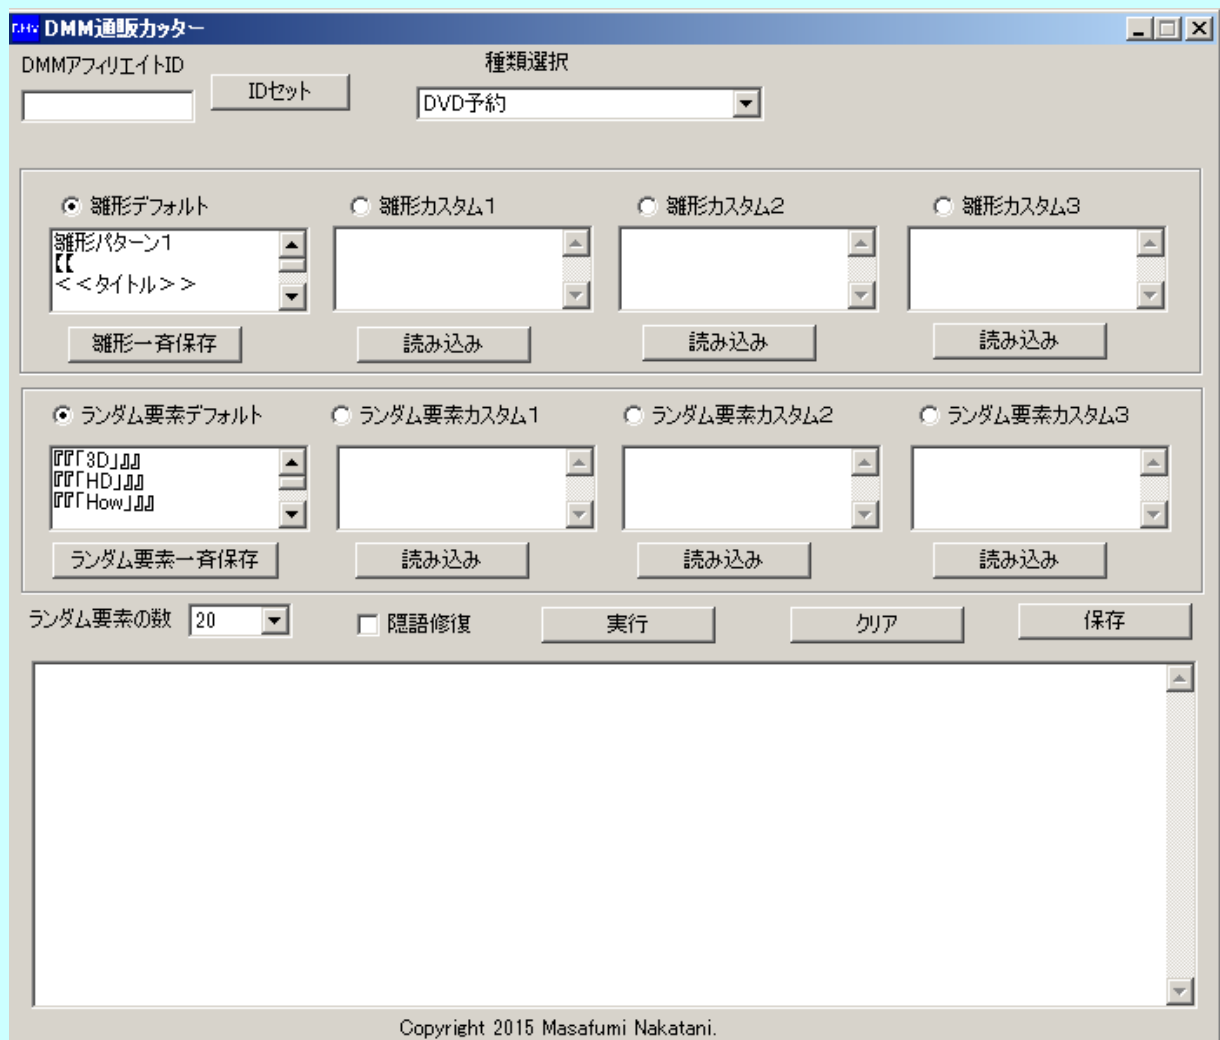 DMM通販カッター
DMMアフィリエイトID
IDセット
種類選択
DVD予約
雛形デフォルト
雛形カスタム1
雛形カスタム2
雛形カスタム3
雛形パターン1
【【
<<タイトル>>
雛形一斉保存
読み込み
読み込み
読み込み
ランダム要素デフォルト
ランダム要素カスタム1
ランダム要素カスタム2
ランダム要素カスタム3
『『「3D」』』
『『「HD」』』
『『「How」』』
ランダム要素一斉保存
読み込み
読み込み
読み込み
ランダム要素の数
20
隠語修復
実行
クリア
保存
Copyright 2015 Masafumi Nakatani.